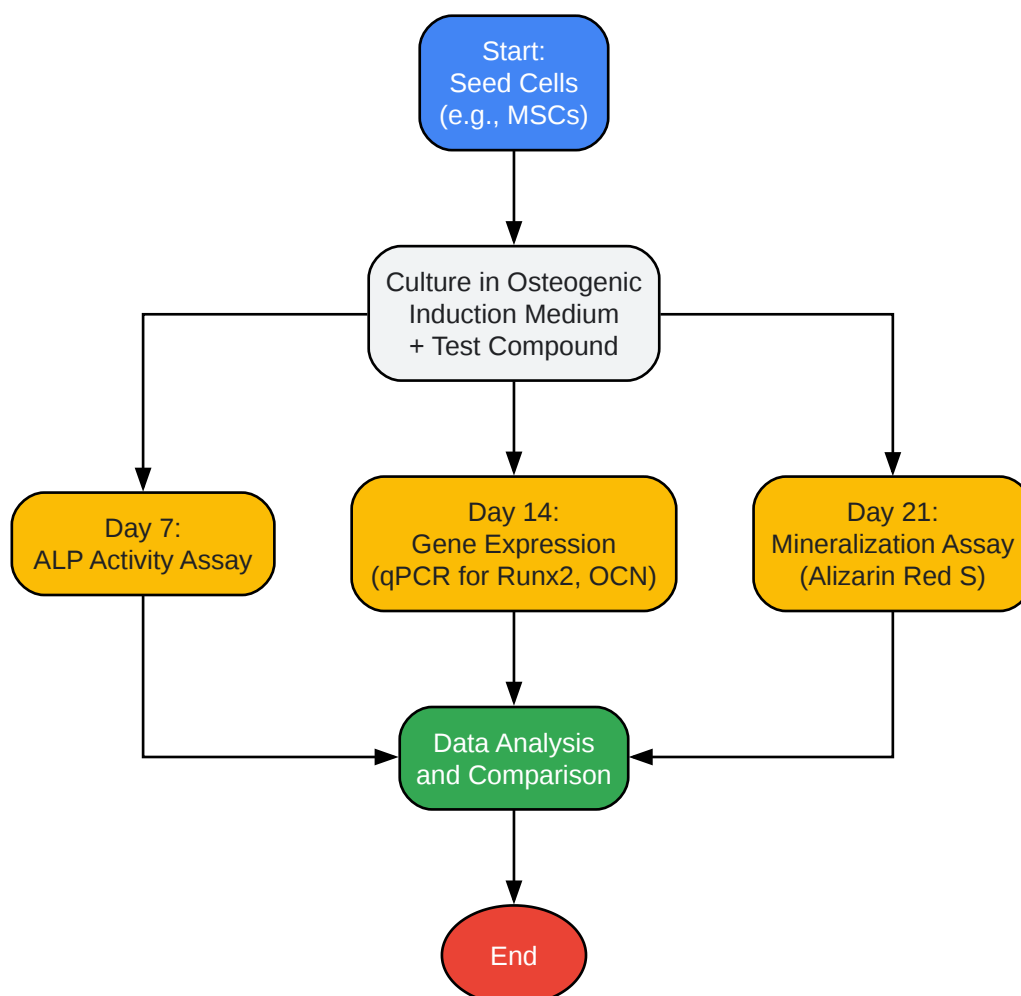 Start:
Seed Cells
(e.g., MSCs)
Culture in Osteogenic
Induction Medium
+ Test Compound
Day 7:
ALP Activity Assay
Day 14:
Gene Expression
(qPCR for Runx2, OCN)
Day 21:
Mineralization Assay
(Alizarin Red S)
Data Analysis
and Comparison
End